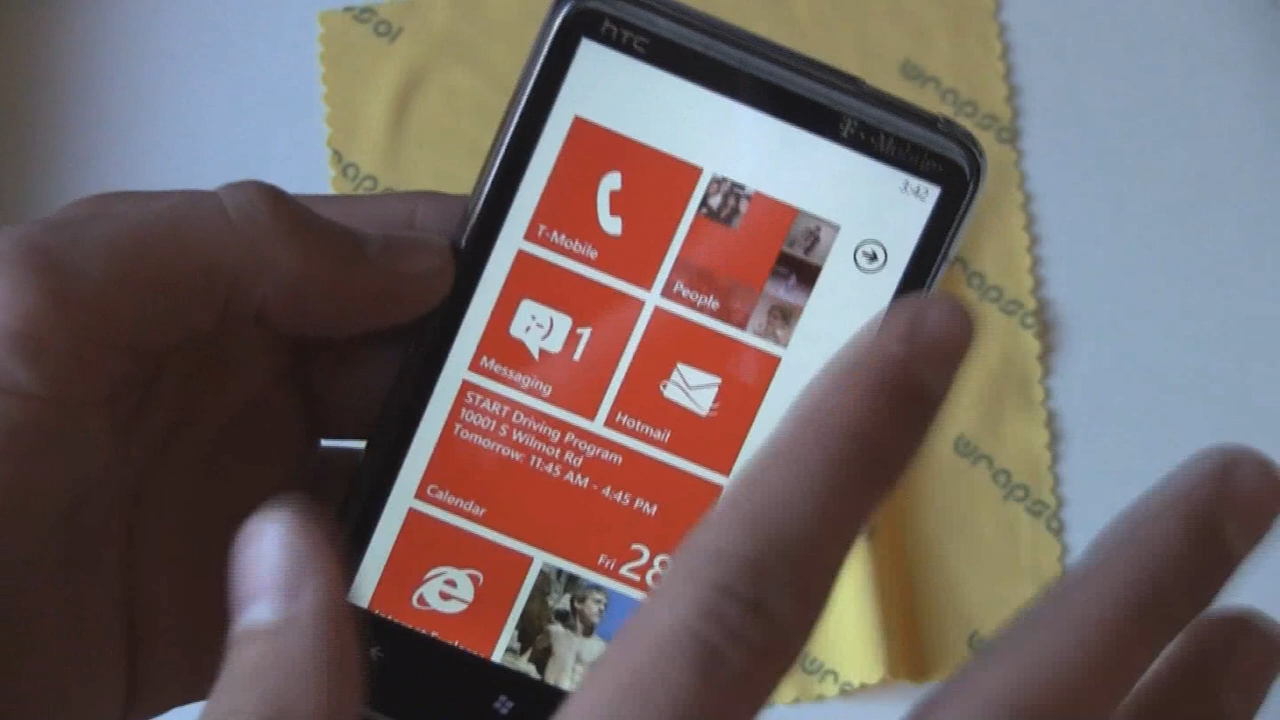 wrapsol
hTC
T··Mobile·
3:42
T-Mobile
People
Messaging
1
Hotmail
START Driving Program
10001 S Wilmot Rd
Tomorrow: 11:45 AM - 4:45 PM
Calendar
Fri 28
wrapsol
wrapsol
wrapsol